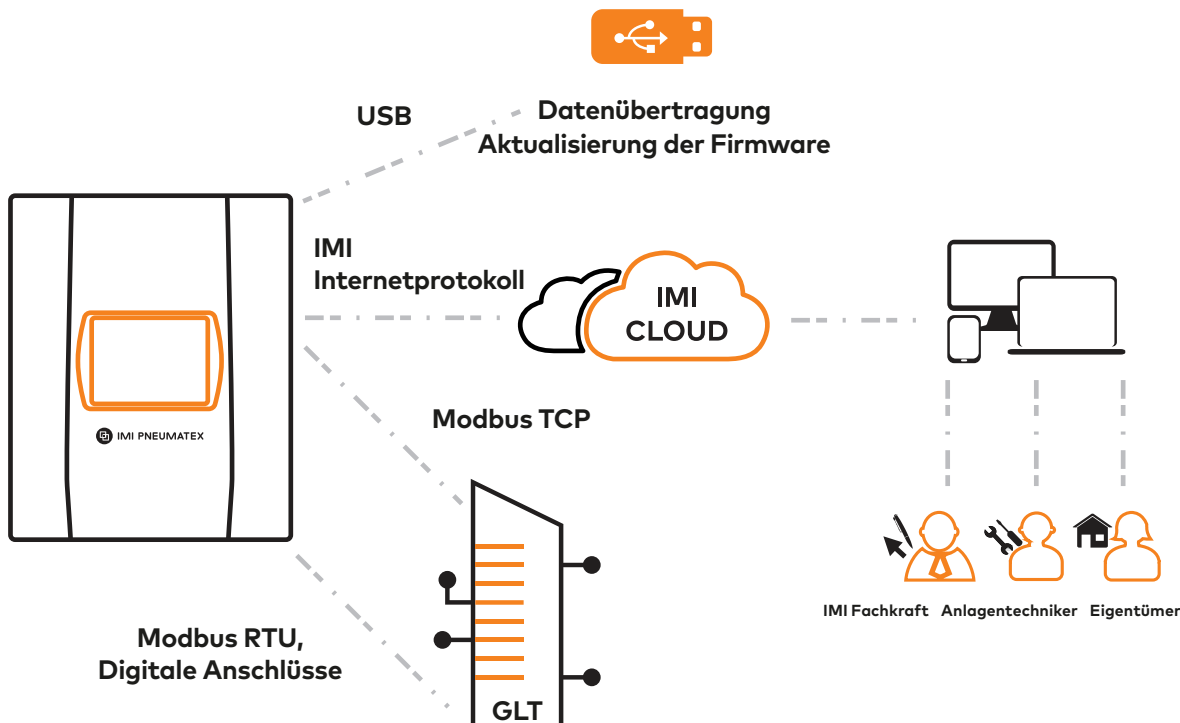 USB
Datenübertragung
Aktualisierung der Firmware
IMI
Internetprotokoll
IMI
CLOUD
Modbus TCP
IMI PNEUMATEX
IMI Fachkraft
Anlagentechniker
Eigentümer
Modbus RTU,
Digitale Anschlüsse
GLT